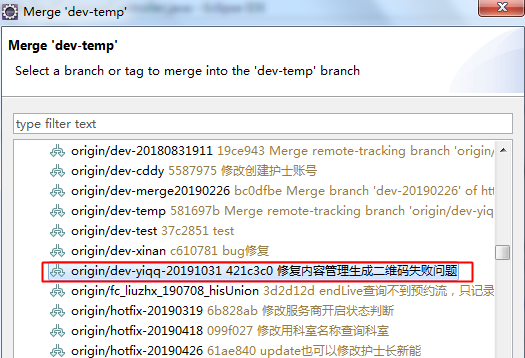 Merge 'dev-temp'
Merge 'dev-temp'
Select a branch or tag to merge into the 'dev-temp' branch
type filter text
origin/dev-20180831911 19ce943 Merge remote-tracking branch 'origin/
origin/dev-cddy 5587975 修改创建护士账号
origin/dev-merge20190226 bc0dfbe Merge branch 'dev-20190226' of htt
origin/dev-temp 581697b Merge remote-tracking branch 'origin/dev-yiq
origin/dev-test 37c2851 test
origin/dev-xinan c610781 bug修复
origin/dev-yiqq-20191031 421c3c0 修复内容管理生成二维码失败问题
origin/fc_liuzhx_190708_hisUnion 3d2d12d endLive查询不到预约流，只记录
origin/hotfix-20190319 6b828ab 修改服务商开启状态判断
origin/hotfix-20190418 099f027 修改用科室名称查询科室
origin/hotfix-20190426 61ae840 update也可以修改护士长新能